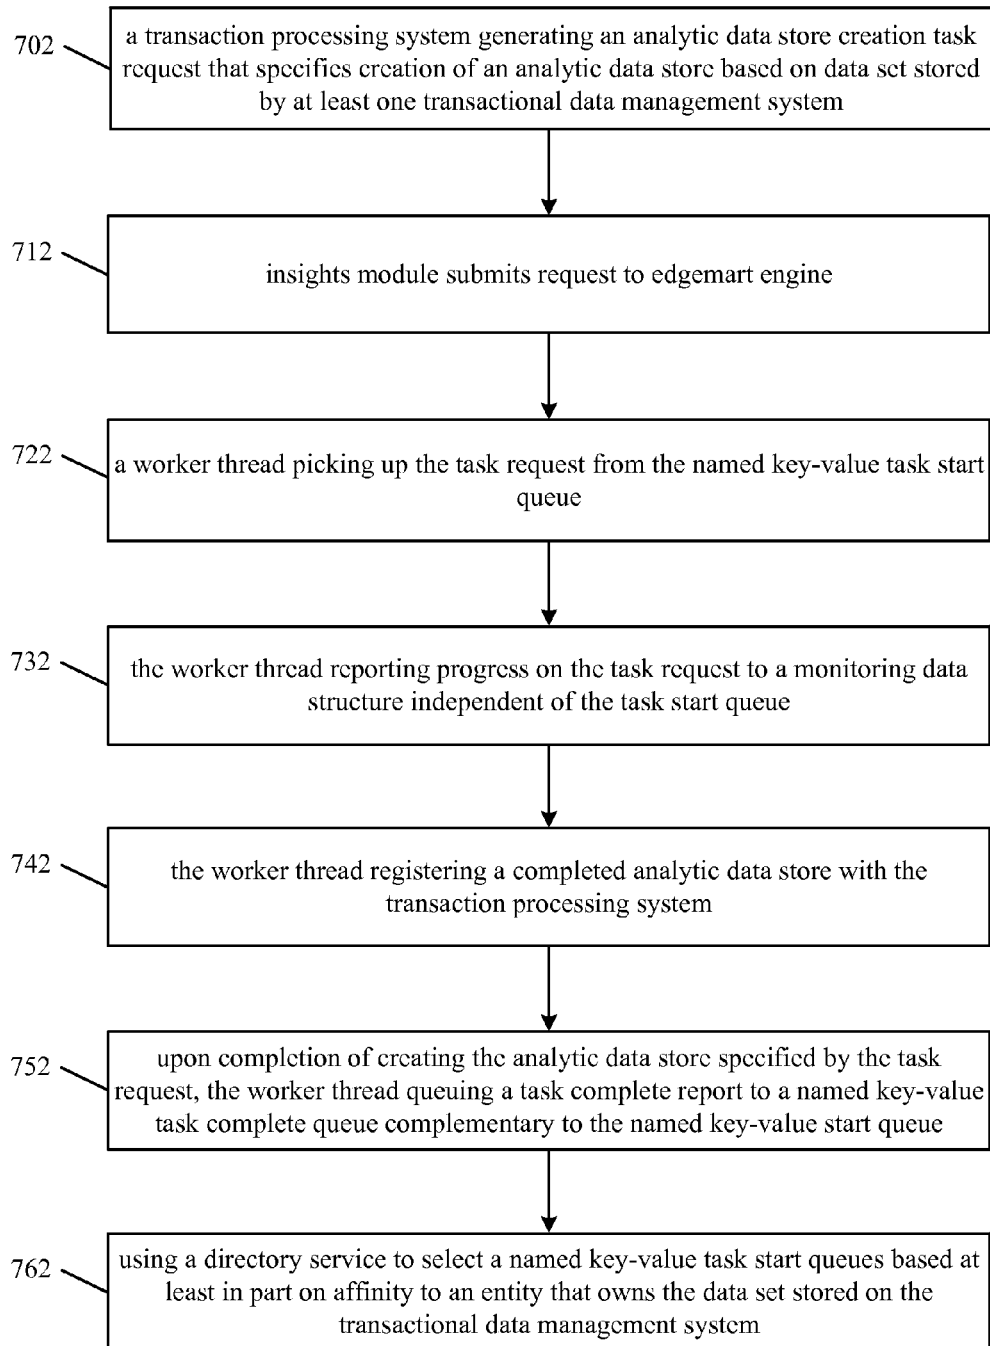 702
a transaction processing system generating an analytic data store creation task
request that specifies creation of an analytic data store based on data set stored
by at least one transactional data management system
712
insights module submits request to edgemart engine
722
a worker thread picking up the task request from the named key-value task start
queue
732
the worker thread reporting progress on the task request to a monitoring data
structure independent of the task start queue
742
the worker thread registering a completed analytic data store with the
transaction processing system
752
upon completion of creating the analytic data store specified by the task
request, the worker thread queuing a task complete report to a named key-value
task complete queue complementary to the named key-value start queue
762
using a directory service to select a named key-value task start queues based at
least in part on affinity to an entity that owns the data set stored on the
transactional data management system